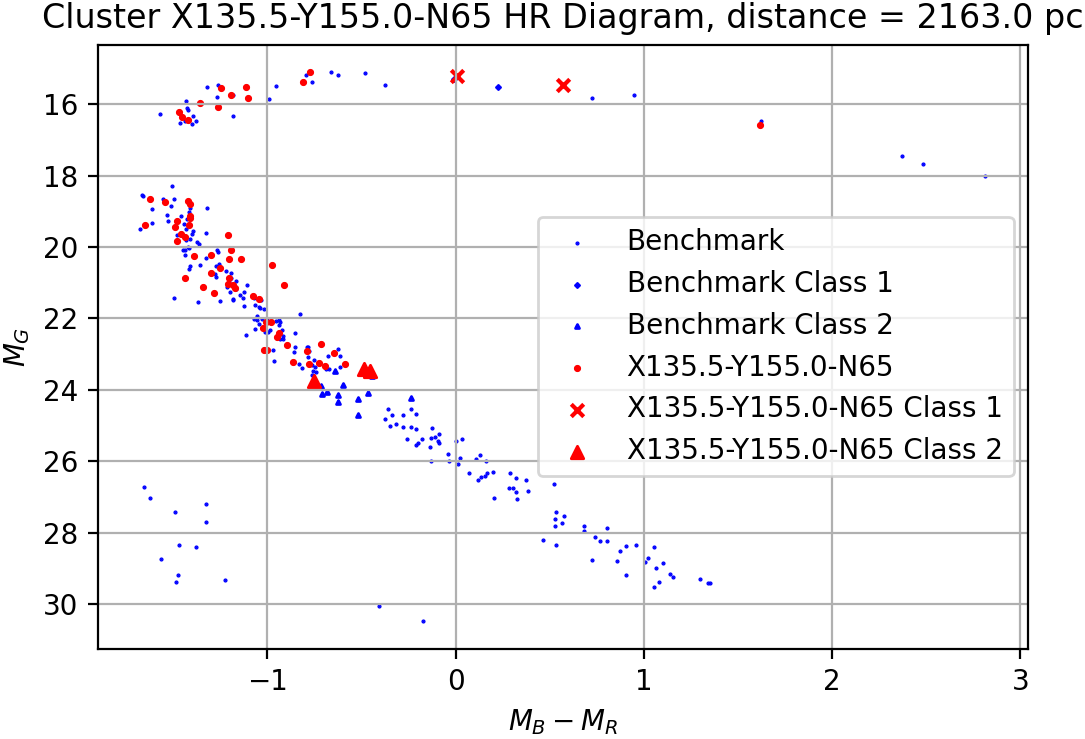 Cluster X135.5-Y155.0-N65 HR Diagram, distance = 2163.0 pc
16
18
20
22
24
26
28
30
M_G
Benchmark
Benchmark Class 1
Benchmark Class 2
X135.5-Y155.0-N65
X135.5-Y155.0-N65 Class 1
X135.5-Y155.0-N65 Class 2
−1 0 1 2 3
M_B − M_R